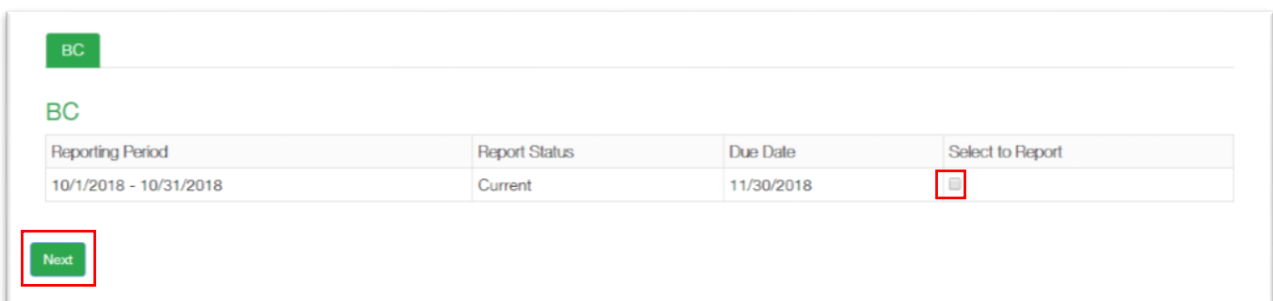 BC
BC
Reporting Period Report Status Due Date Select to Report
10/1/2018 - 10/31/2018 Current 11/30/2018
Next